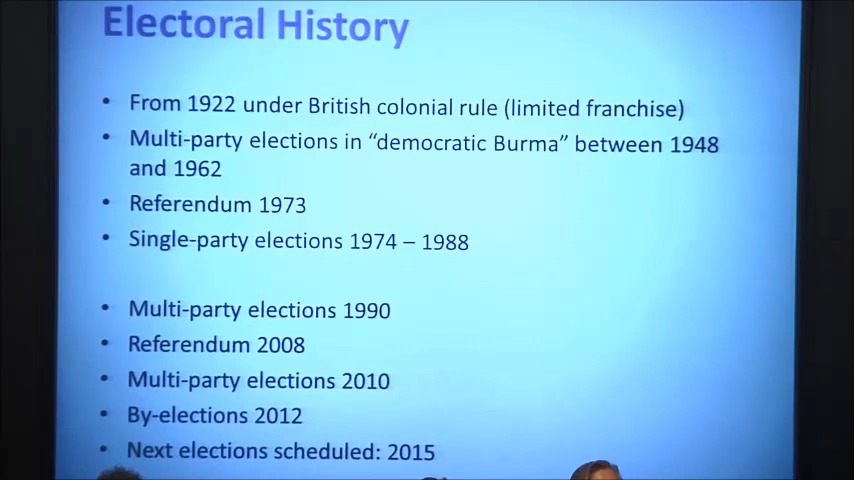 Electoral History
• From 1922 under British colonial rule (limited franchise)
• Multi-party elections in “democratic Burma” between 1948
and 1962
• Referendum 1973
• Single-party elections 1974 – 1988
• Multi-party elections 1990
• Referendum 2008
• Multi-party elections 2010
• By-elections 2012
• Next elections scheduled: 2015